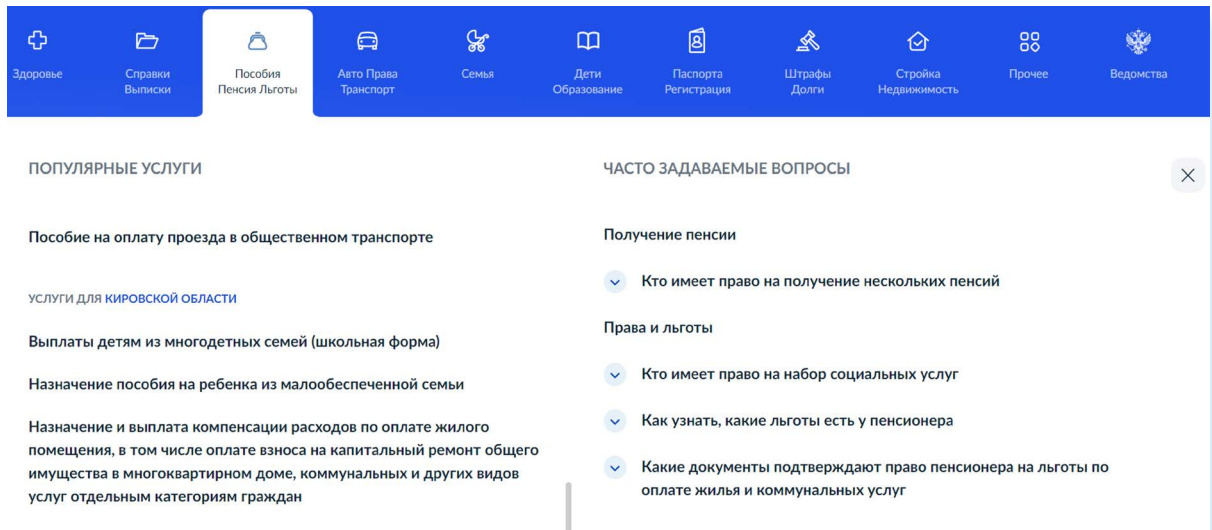 Здоровье
Справки
Выписки
Пособия
Пенсия Льготы
Авто Права
Транспорт
Семья
Дети
Образование
Паспорта
Регистрация
Штрафы
Долги
Стройка
Недвижимость
Прочее
Ведомства
ПОПУЛЯРНЫЕ УСЛУГИ
Пособие на оплату проезда в общественном транспорте
УСЛУГИ ДЛЯ КИРОВСКОЙ ОБЛАСТИ
Выплаты детям из многодетных семей (школьная форма)
Назначение пособия на ребенка из малообеспеченной семьи
Назначение и выплата компенсации расходов по оплате жилого
помещения, в том числе оплате взноса на капитальный ремонт общего
имущества в многоквартирном доме, коммунальных и других видов
услуг отдельным категориям граждан
ЧАСТО ЗАДАВАЕМЫЕ ВОПРОСЫ
Получение пенсии
Кто имеет право на получение нескольких пенсий
Права и льготы
Кто имеет право на набор социальных услуг
Как узнать, какие льготы есть у пенсионера
Какие документы подтверждают право пенсионера на льготы по
оплате жилья и коммунальных услуг